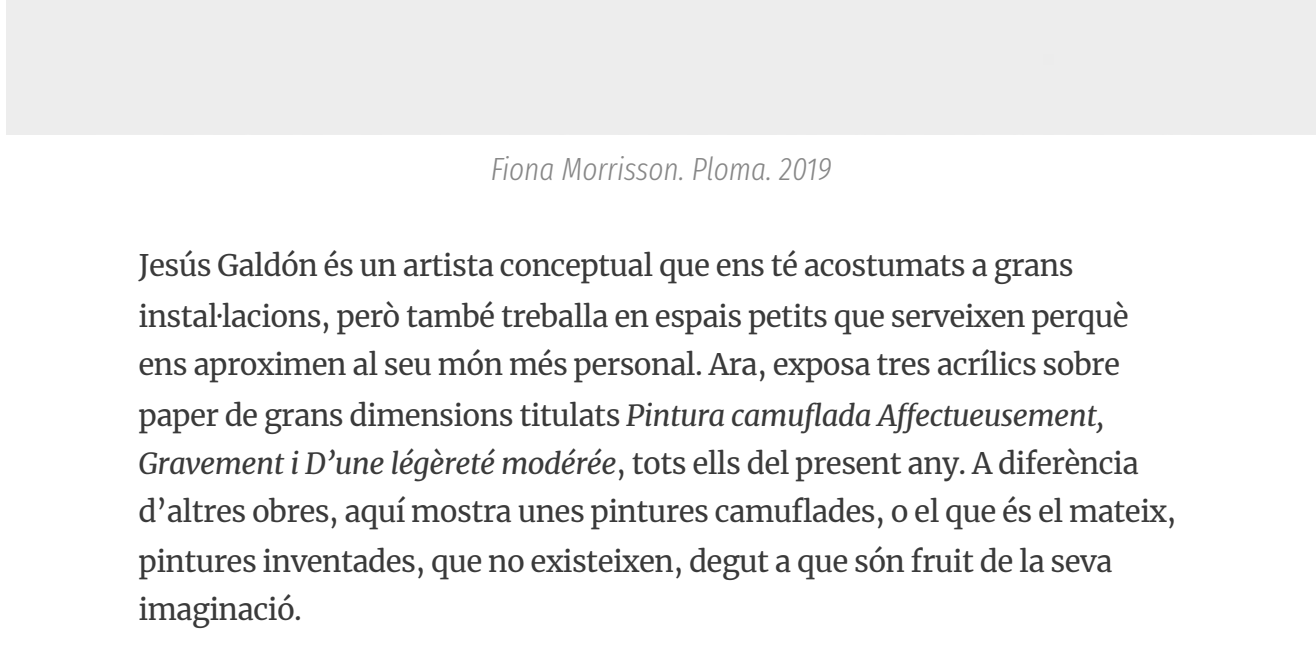 Fiona Morrisson. Ploma. 2019
Jesús Galdón és un artista conceptual que ens té acostumats a grans
instal·lacions, però també treballa en espais petits que serveixen perquè
ens aproximen al seu món més personal. Ara, exposa tres acrílics sobre
paper de grans dimensions titulats Pintura camuflada Affectueusement,
Gravement i D’une légèreté modérée, tots ells del present any. A diferència
d’altres obres, aquí mostra unes pintures camuflades, o el que és el mateix,
pintures inventades, que no existeixen, degut a que són fruit de la seva
imaginació.